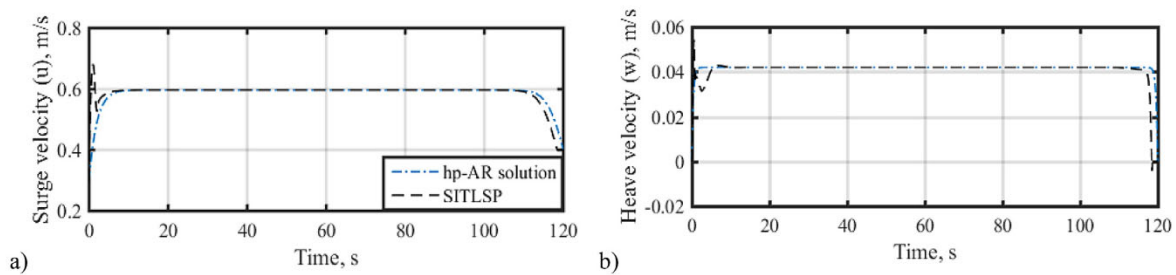 Surge velocity (u), m/s
0.8
0.6
0.4
0.2
0 20 40 60 80 100 120
Time, s
hp-AR solution
SITLSP
a)
Heave velocity (w), m/s
0.06
0.04
0.02
0
-0.02
0 20 40 60 80 100 120
Time, s
b)